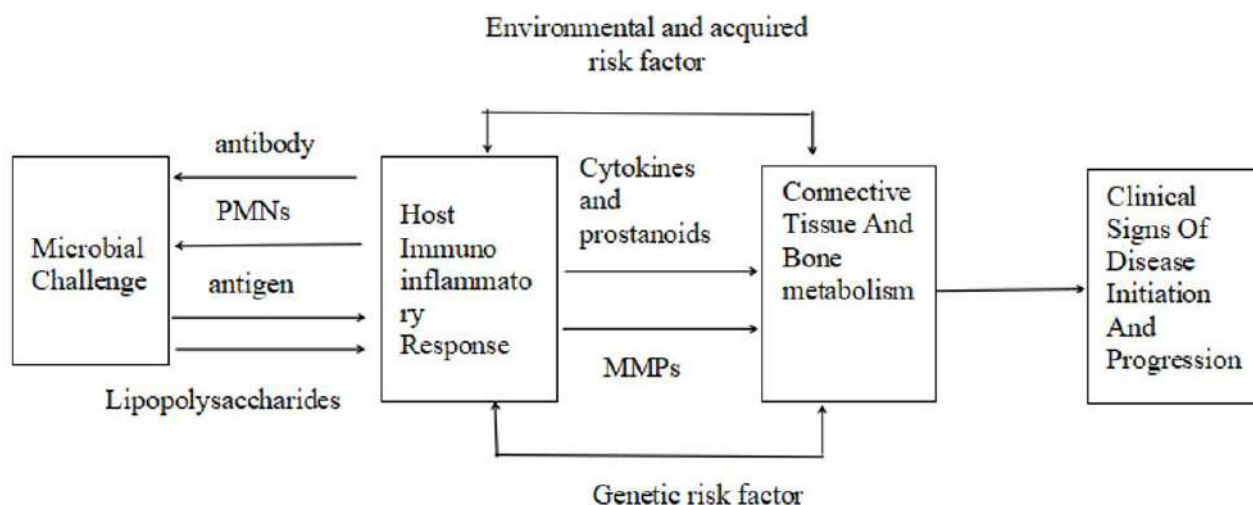 Environmental and acquired
risk factor
antibody
PMNs
Microbial
Challenge
antigen
Lipopolysaccharides
Host
Immuno
inflammato
ry
Response
Cytokines
and
prostanoids
MMPs
Connective
Tissue And
Bone
metabolism
Clinical
Signs Of
Disease
Initiation
And
Progression
Genetic risk factor